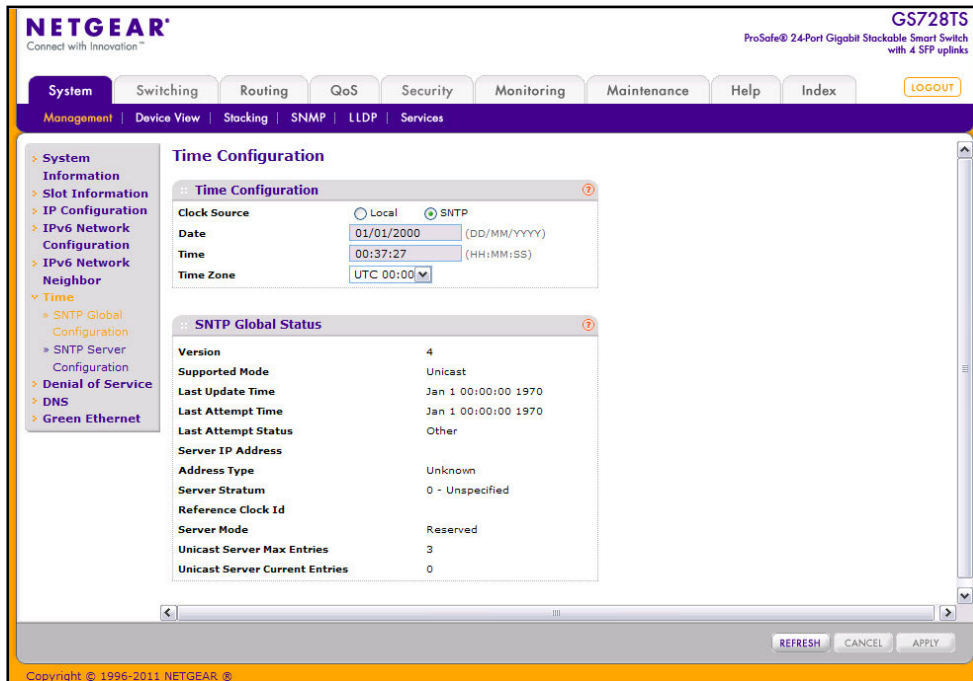 NETGEAR®
Connect with Innovation™
GS728TS
ProSafe® 24-Port Gigabit Stackable Smart Switch
with 4 SFP uplinks
System Switching Routing QoS Security Monitoring Maintenance Help Index LOGOUT
Management | Device View | Stacking | SNMP | LLDP | Services
System
Information
Slot Information
IP Configuration
IPv6 Network
Configuration
IPv6 Network
Neighbor
Time
» SNTP Global
Configuration
» SNTP Server
Configuration
Denial of Service
DNS
Green Ethernet
Time Configuration
:: Time Configuration ?
Clock Source Local SNTP
Date 01/01/2000 (DD/MM/YYYY)
Time 00:37:27 (HH:MM:SS)
Time Zone UTC 00:00
:: SNTP Global Status ?
Version 4
Supported Mode Unicast
Last Update Time Jan 1 00:00:00 1970
Last Attempt Time Jan 1 00:00:00 1970
Last Attempt Status Other
Server IP Address
Address Type Unknown
Server Stratum 0 - Unspecified
Reference Clock Id
Server Mode Reserved
Unicast Server Max Entries 3
Unicast Server Current Entries 0
REFRESH CANCEL APPLY
Copyright © 1996-2011 NETGEAR ®